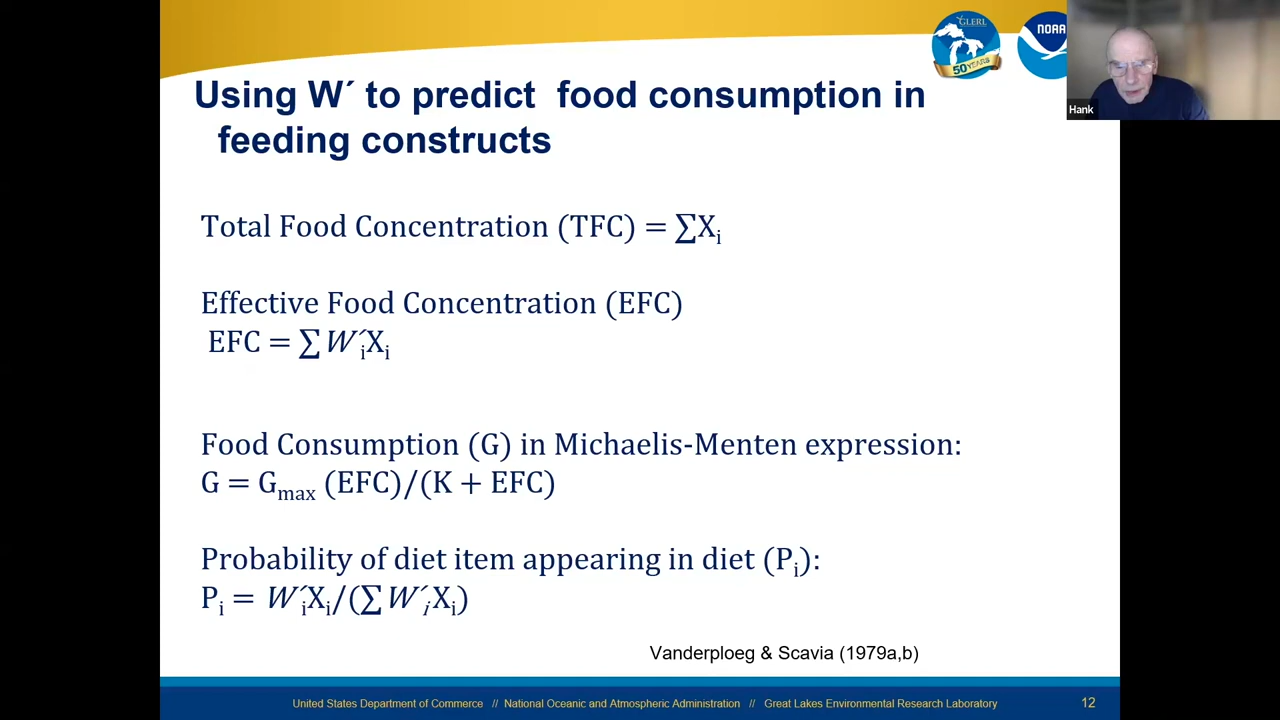 GLERL
50 YEARS
NOAA
Hank
Using W´ to predict  food consumption in
feeding constructs
Total Food Concentration (TFC) = ∑Xᵢ
Effective Food Concentration (EFC)
EFC = ∑ W´ᵢXᵢ
Food Consumption (G) in Michaelis-Menten expression:
G = Gmax (EFC)/(K + EFC)
Probability of diet item appearing in diet (Pᵢ):
Pᵢ = W´ᵢXᵢ/(∑ W´ᵢXᵢ)
Vanderploeg & Scavia (1979a,b)
United States Department of Commerce // National Oceanic and Atmospheric Administration // Great Lakes Environmental Research Laboratory 12